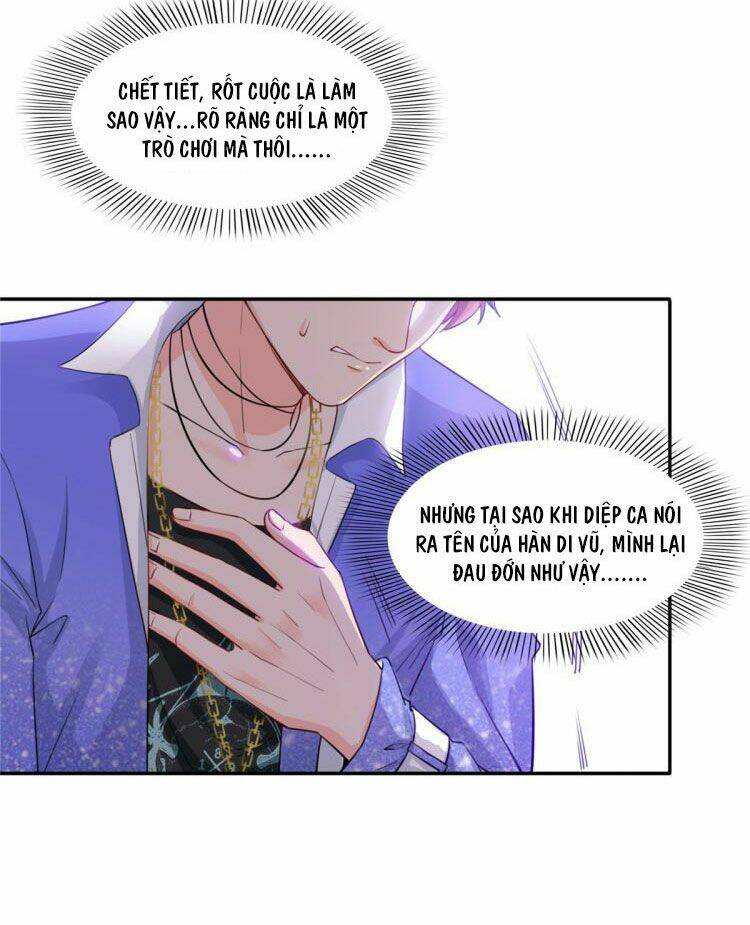 CHẾT TIẾT, RỐT CUỘC LÀ LÀM
SAO VẬY...RÕ RÀNG CHỈ LÀ MỘT
TRÒ CHƠI MÀ THÔI......
NHƯNG TẠI SAO KHI DIỆP CA NÓI
RA TÊN CỦA HÀN DI VŨ, MÌNH LẠI
ĐAU ĐỚN NHƯ VẬY.......